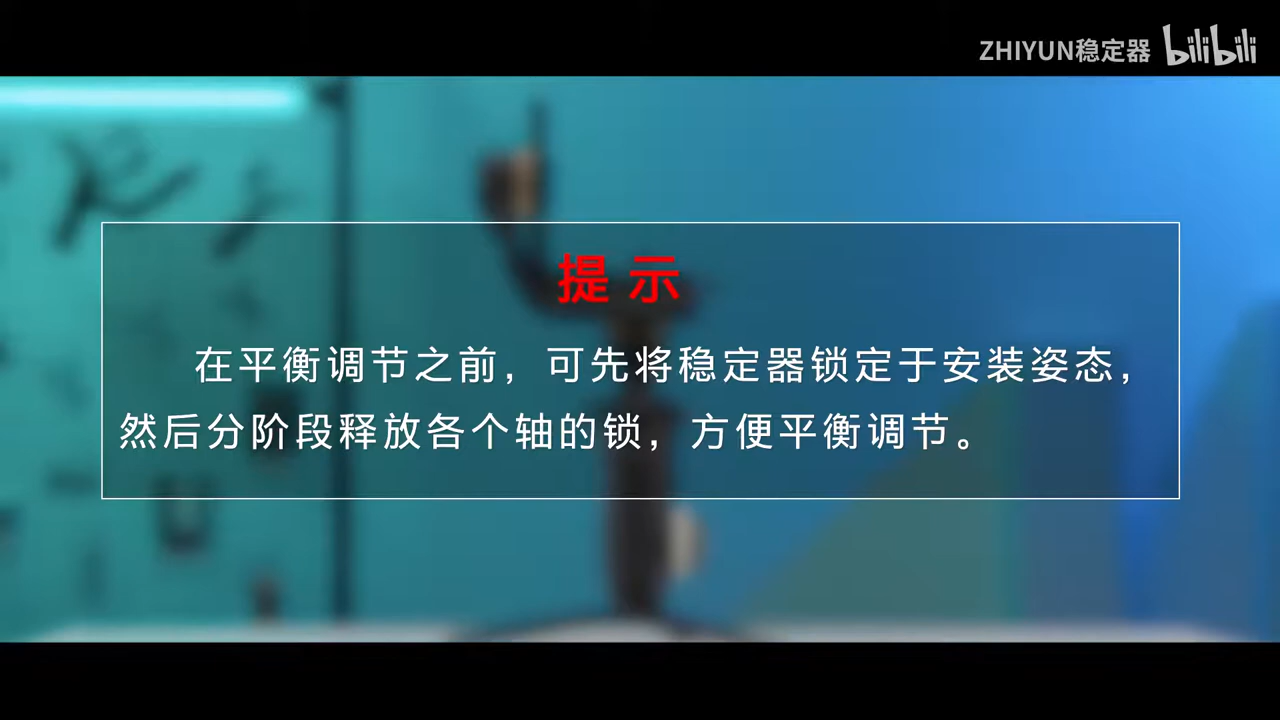 ZHIYUN稳定器 bilibili
提示
在平衡调节之前，可先将稳定器锁定于安装姿态，
然后分阶段释放各个轴的锁，方便平衡调节。